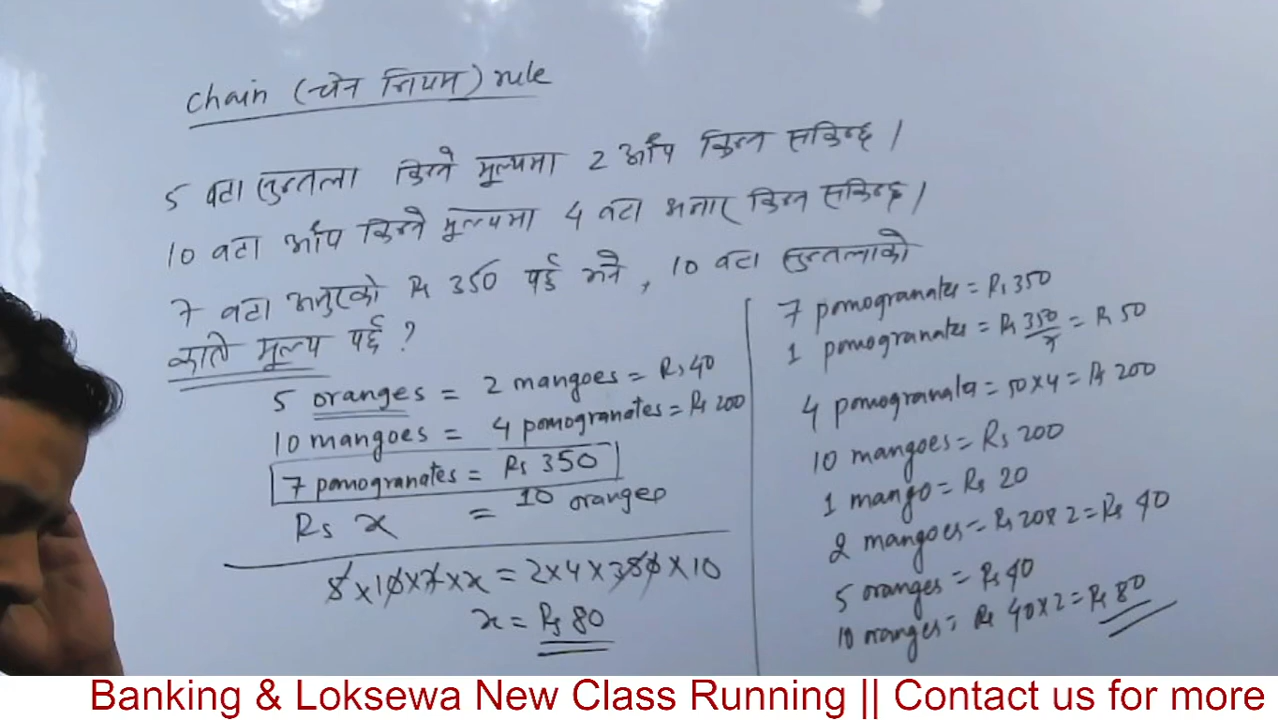 Chain (चेन नियम) rule
5 वटा सुन्तला किन्ने मूल्यमा 2 आँप किन्न सकिन्छ।
10 वटा आँप किन्ने मूल्यमा 4 वटा अनार किन्न सकिन्छ।
7 वटा अनारको Rs 350 पर्छ भने, 10 वटा सुन्तलाको
कति मूल्य पर्छ?
5 oranges = 2 mangoes = Rs 40
10 mangoes = 4 pomogranates = Rs 200
7 pomogranates = Rs 350
Rs x = 10 oranges
5×10×7×x = 2×4×350×10
x = Rs 80
7 pomogranates = Rs 350
1 pomogranates = Rs 350/7 = Rs 50
4 pomogranates = 50×4 = Rs 200
10 mangoes = Rs 200
1 mango = Rs 20
2 mangoes = Rs 20×2 = Rs 40
5 oranges = Rs 40
10 oranges = Rs 40×2 = Rs 80
Banking & Loksewa New Class Running || Contact us for more